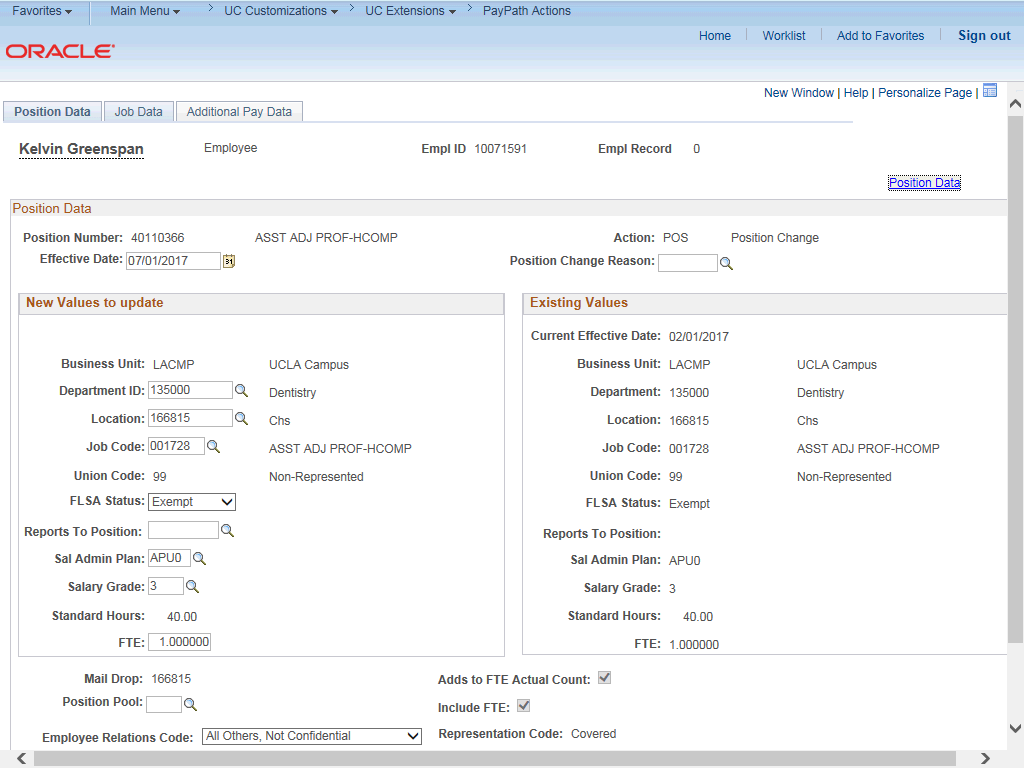 Favorites Main Menu > UC Customizations > UC Extensions > PayPath Actions
Home Worklist Add to Favorites Sign out
ORACLE
New Window | Help | Personalize Page |
Position Data Job Data Additional Pay Data
Kelvin Greenspan Employee Empl ID 10071591 Empl Record 0
Position Data
Position Data
Position Number: 40110366 ASST ADJ PROF-HCOMP Action: POS Position Change
Effective Date: 07/01/2017 31 Position Change Reason:
New Values to update Existing Values
Current Effective Date: 02/01/2017
Business Unit: LACMP UCLA Campus Business Unit: LACMP UCLA Campus
Department ID: 135000 Dentistry Department: 135000 Dentistry
Location: 166815 Chs Location: 166815 Chs
Job Code: 001728 ASST ADJ PROF-HCOMP Job Code: 001728 ASST ADJ PROF-HCOMP
Union Code: 99 Non-Represented Union Code: 99 Non-Represented
FLSA Status: Exempt FLSA Status: Exempt
Reports To Position: Reports To Position:
Sal Admin Plan: APU0 Sal Admin Plan: APU0
Salary Grade: 3 Salary Grade: 3
Standard Hours: 40.00 Standard Hours: 40.00
FTE: 1.000000 FTE: 1.000000
Mail Drop: 166815 Adds to FTE Actual Count:
Position Pool: Include FTE:
Employee Relations Code: All Others, Not Confidential Representation Code: Covered